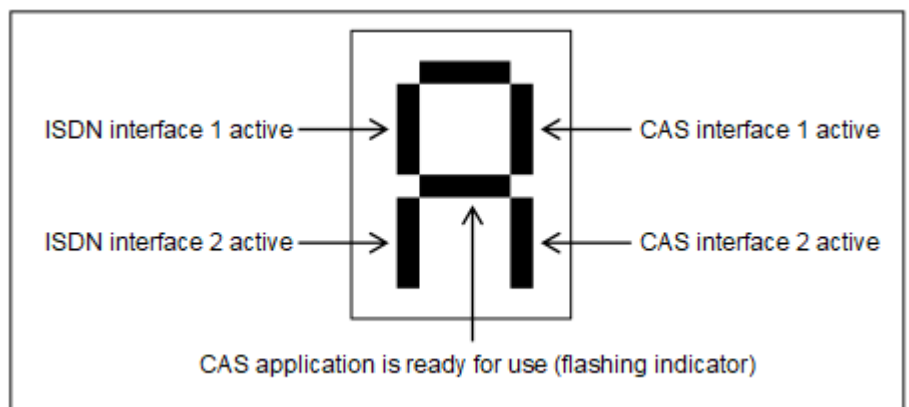 ISDN interface 1 active
CAS interface 1 active
ISDN interface 2 active
CAS interface 2 active
CAS application is ready for use (flashing indicator)